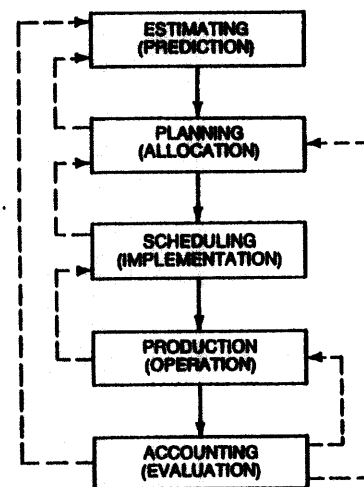 ESTIMATING
(PREDICTION)
PLANNING
(ALLOCATION)
SCHEDULING
(IMPLEMENTATION)
PRODUCTION
(OPERATION)
ACCOUNTING
(EVALUATION)